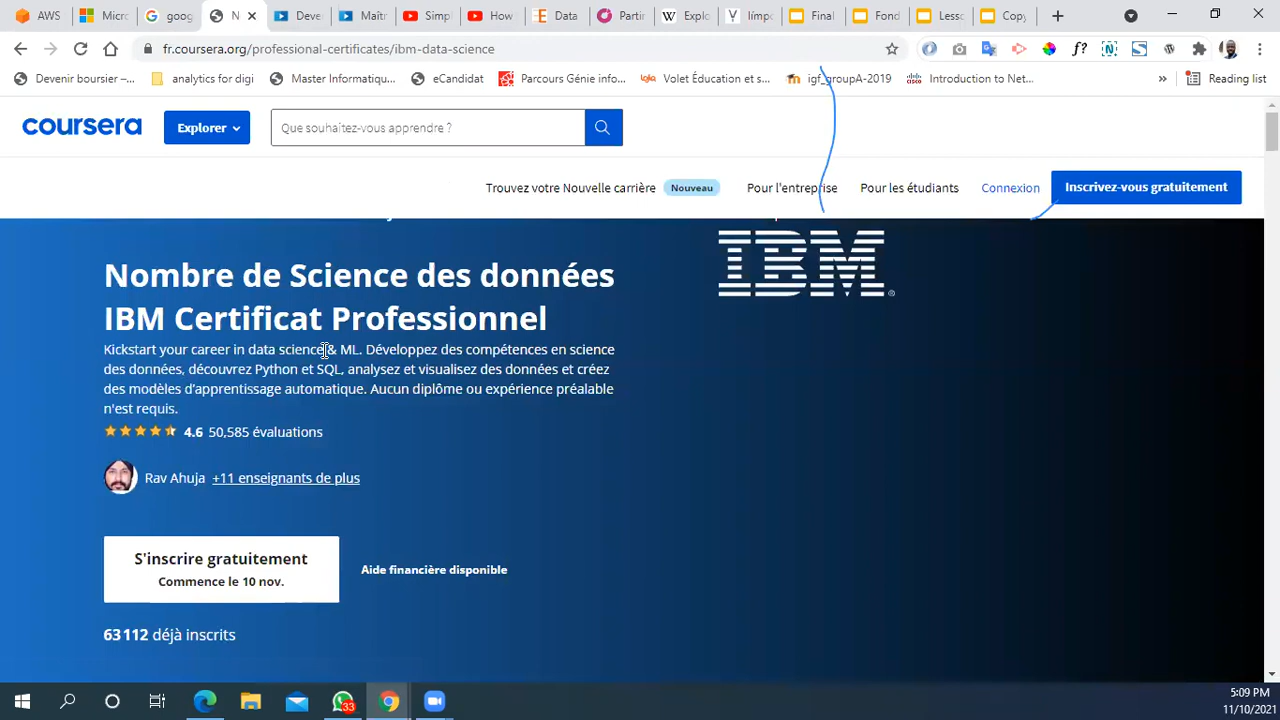 AWS
Micro
goog
N
Deve
Maîtr
Simpl
How
Data
Partir
Explo
limpo
Final
Fond
Lesso
Copy
fr.coursera.org/professional-certificates/ibm-data-science
Devenir boursier –...
analytics for digi
Master Informatiqu...
eCandidat
Parcours Génie info...
Volet Éducation et s...
igf_groupA-2019
Introduction to Net...
»
Reading list
coursera
Explorer
Que souhaitez-vous apprendre ?
Trouvez votre Nouvelle carrière
Nouveau
Pour l'entreprise
Pour les étudiants
Connexion
Inscrivez-vous gratuitement
IBM
Nombre de Science des données
IBM Certificat Professionnel
Kickstart your career in data science & ML. Développez des compétences en science
des données, découvrez Python et SQL, analysez et visualisez des données et créez
des modèles d'apprentissage automatique. Aucun diplôme ou expérience préalable
n'est requis.
4.6 50,585 évaluations
Rav Ahuja +11 enseignants de plus
S'inscrire gratuitement
Commence le 10 nov.
Aide financière disponible
63 112 déjà inscrits
33
5:09 PM
11/10/2021